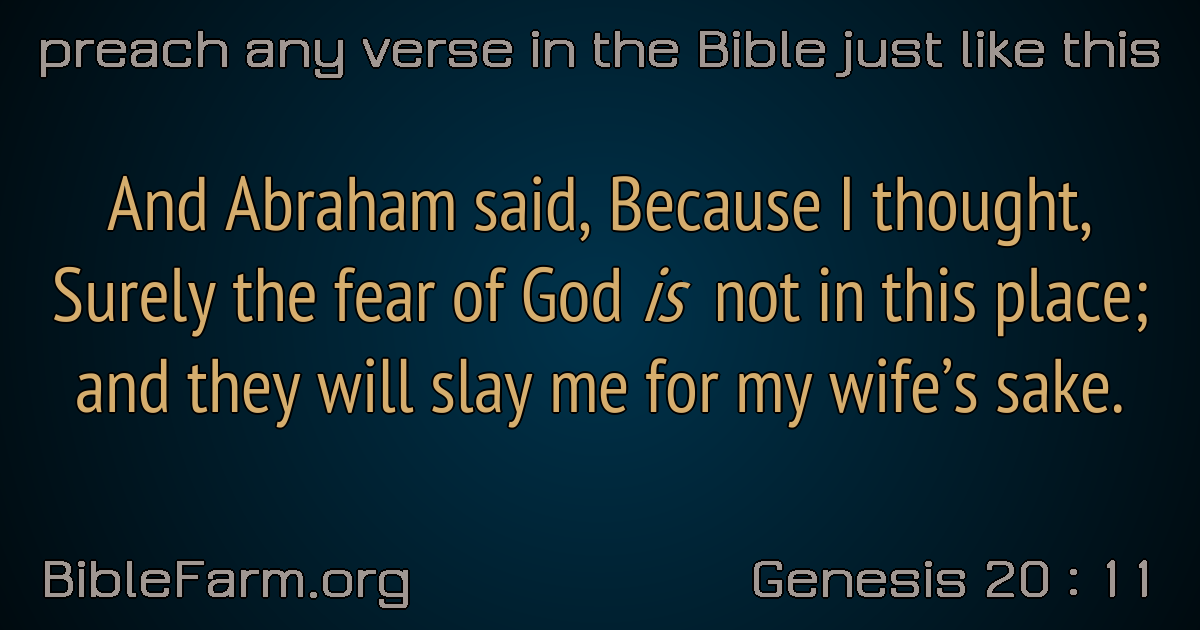 preach any verse in the Bible just like this
And Abraham said, Because I thought,
Surely the fear of God is not in this place;
and they will slay me for my wife’s sake.
BibleFarm.org
Genesis 20 : 11